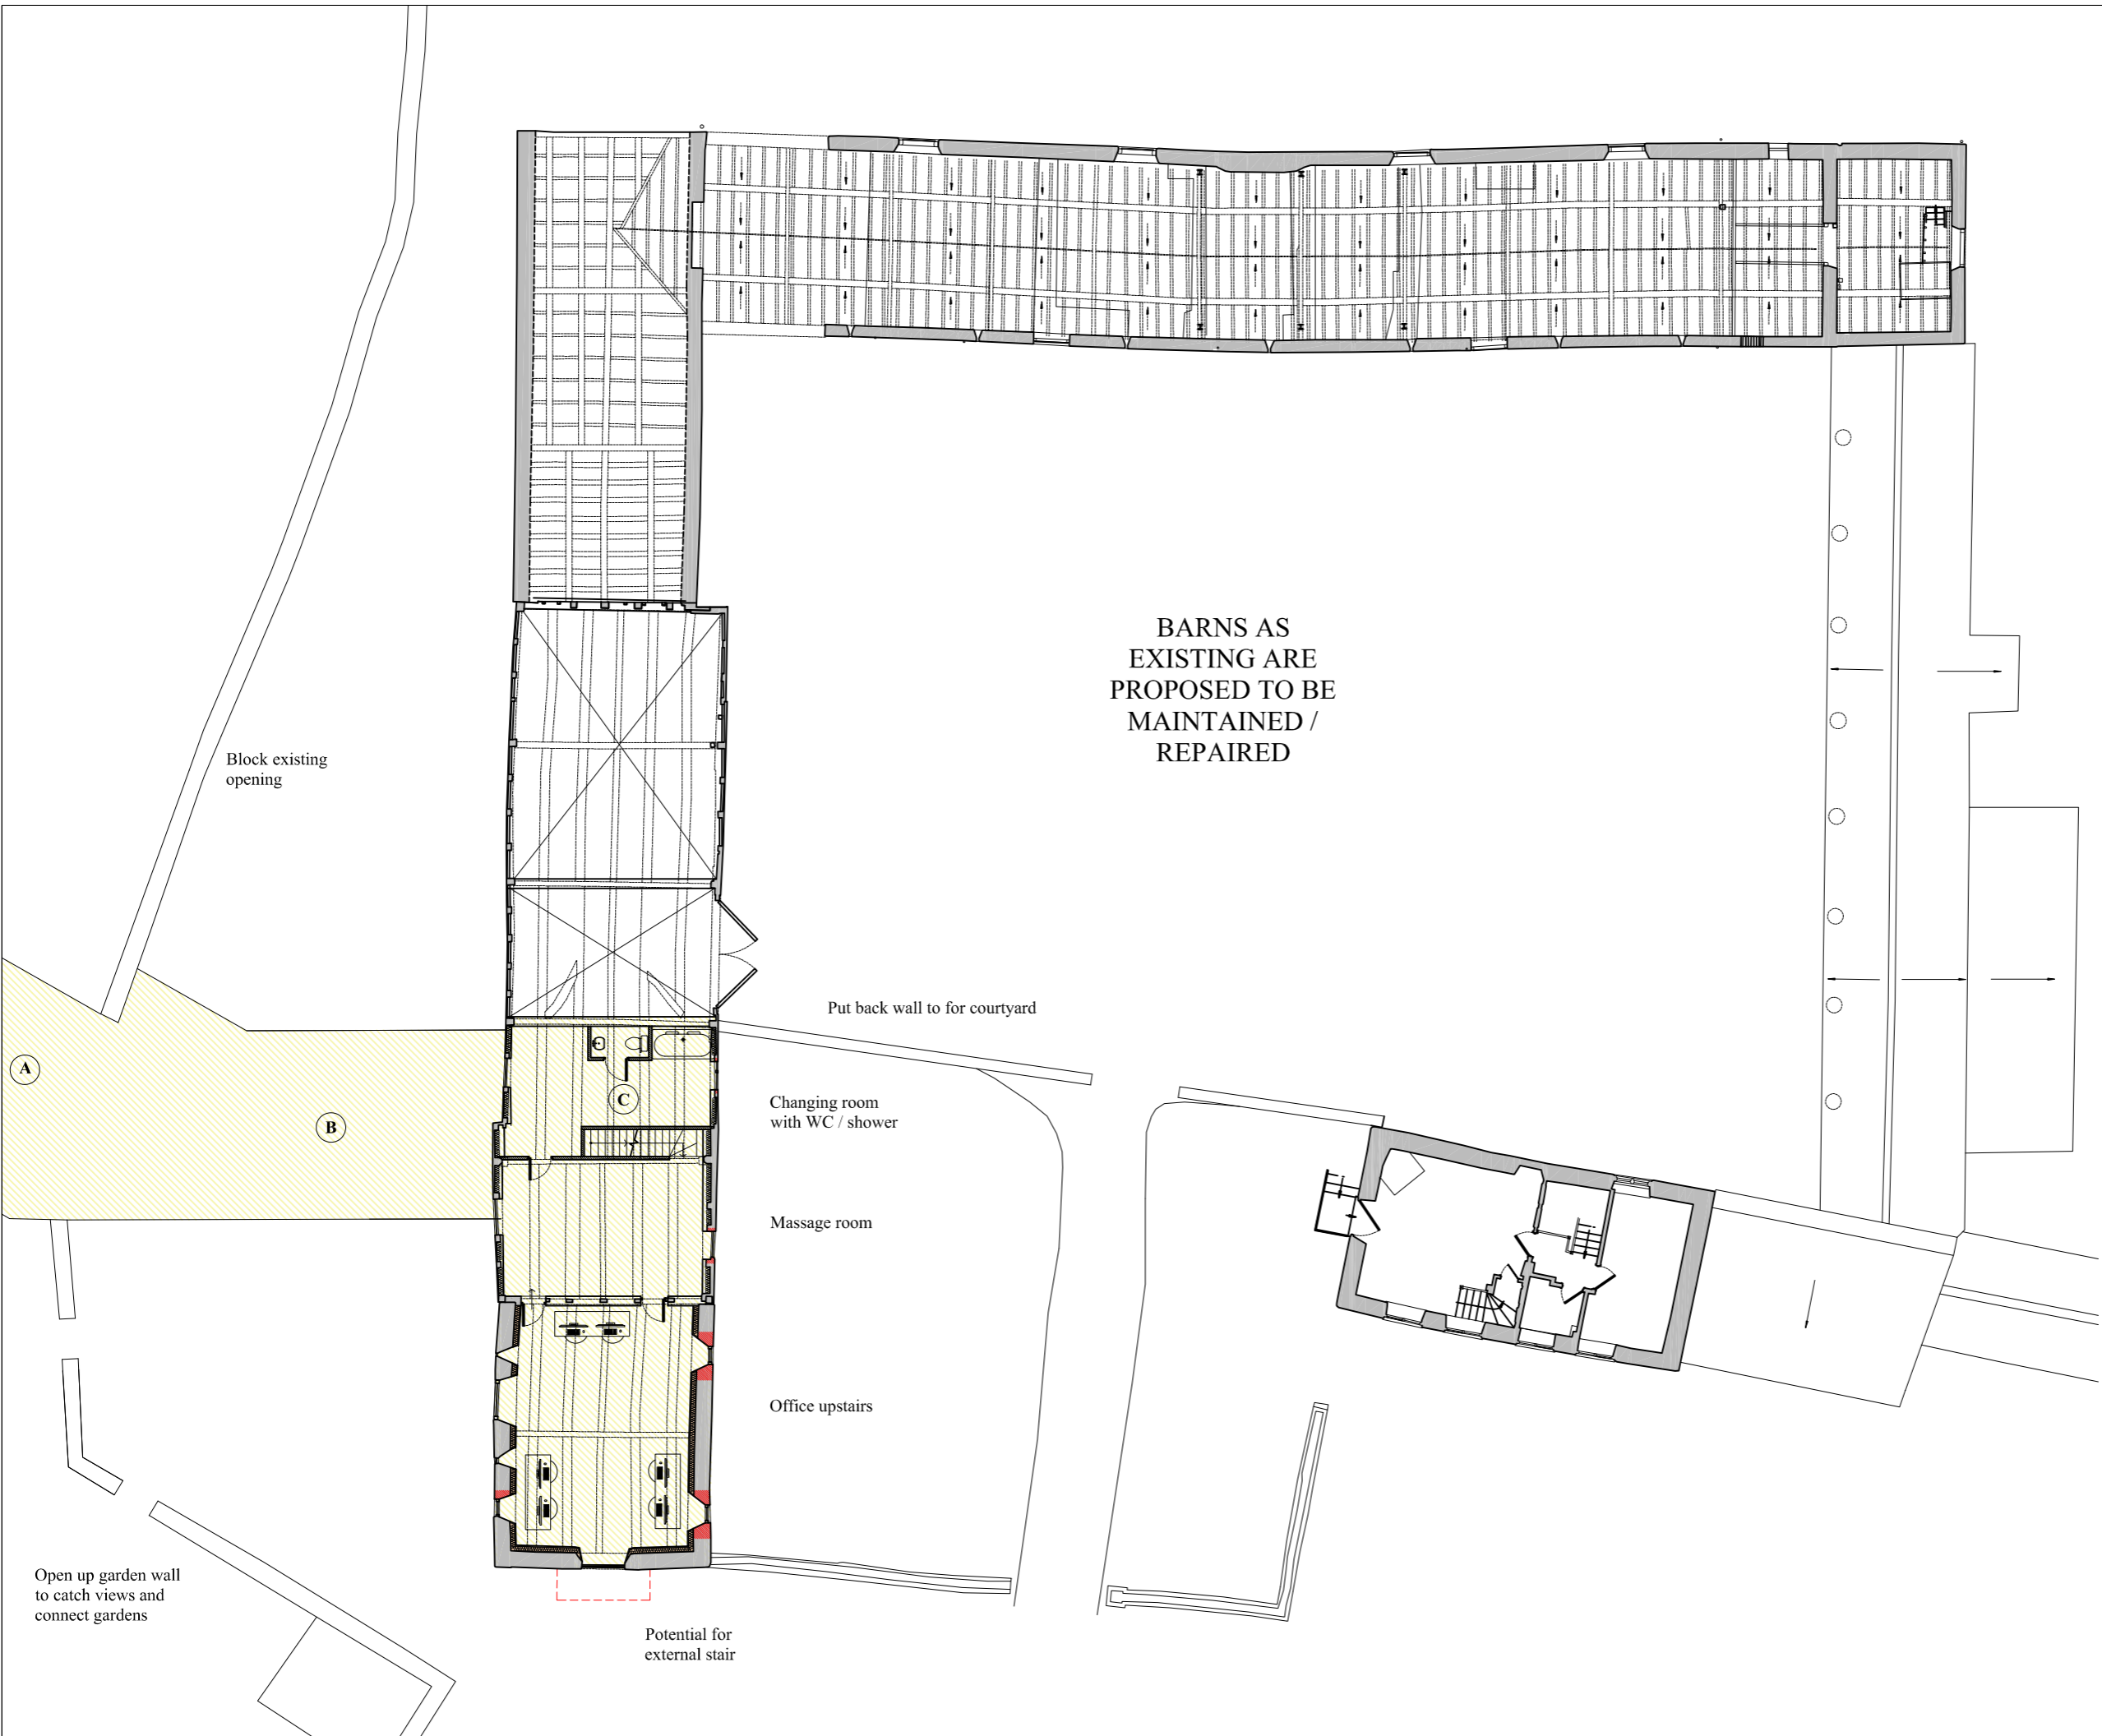 BARNS AS
EXISTING ARE
PROPOSED TO BE
MAINTAINED /
REPAIRED
Block existing
opening
Put back wall to for courtyard
A
B
C
Changing room
with WC / shower
Massage room
Office upstairs
Open up garden wall
to catch views and
connect gardens
Potential for
external stair